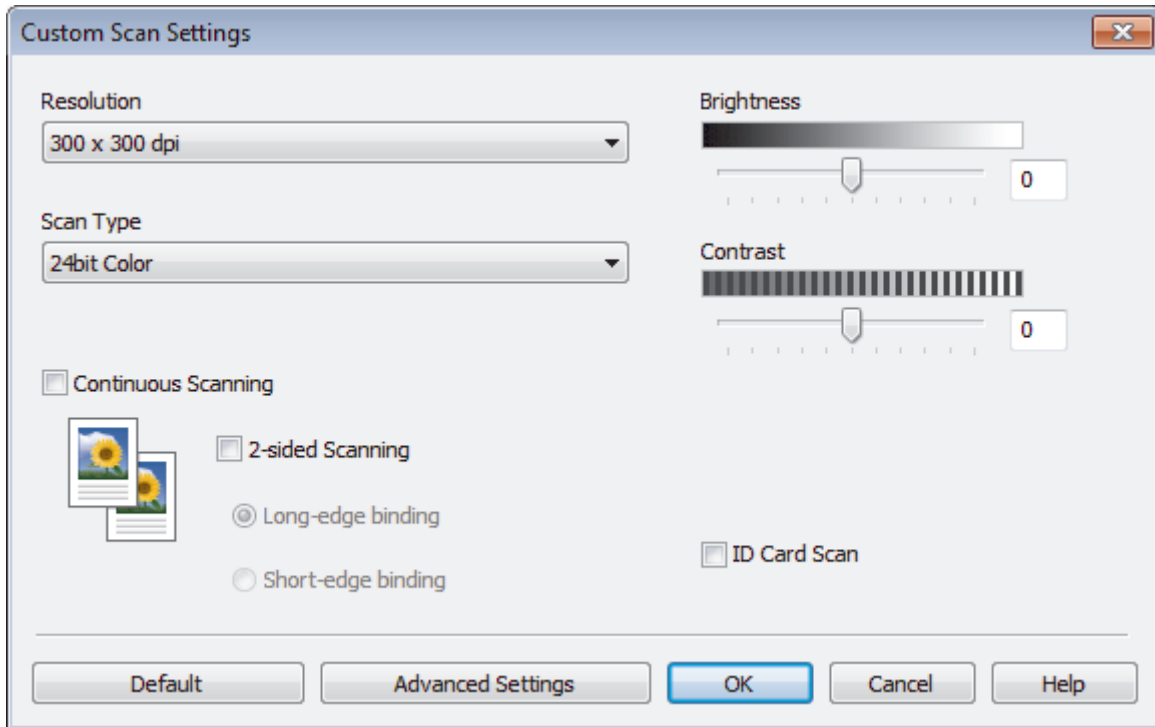 Custom Scan Settings
Resolution
300 x 300 dpi
Scan Type
24bit Color
Continuous Scanning
2-sided Scanning
Long-edge binding
Short-edge binding
Brightness
0
Contrast
0
ID Card Scan
Default
Advanced Settings
OK
Cancel
Help